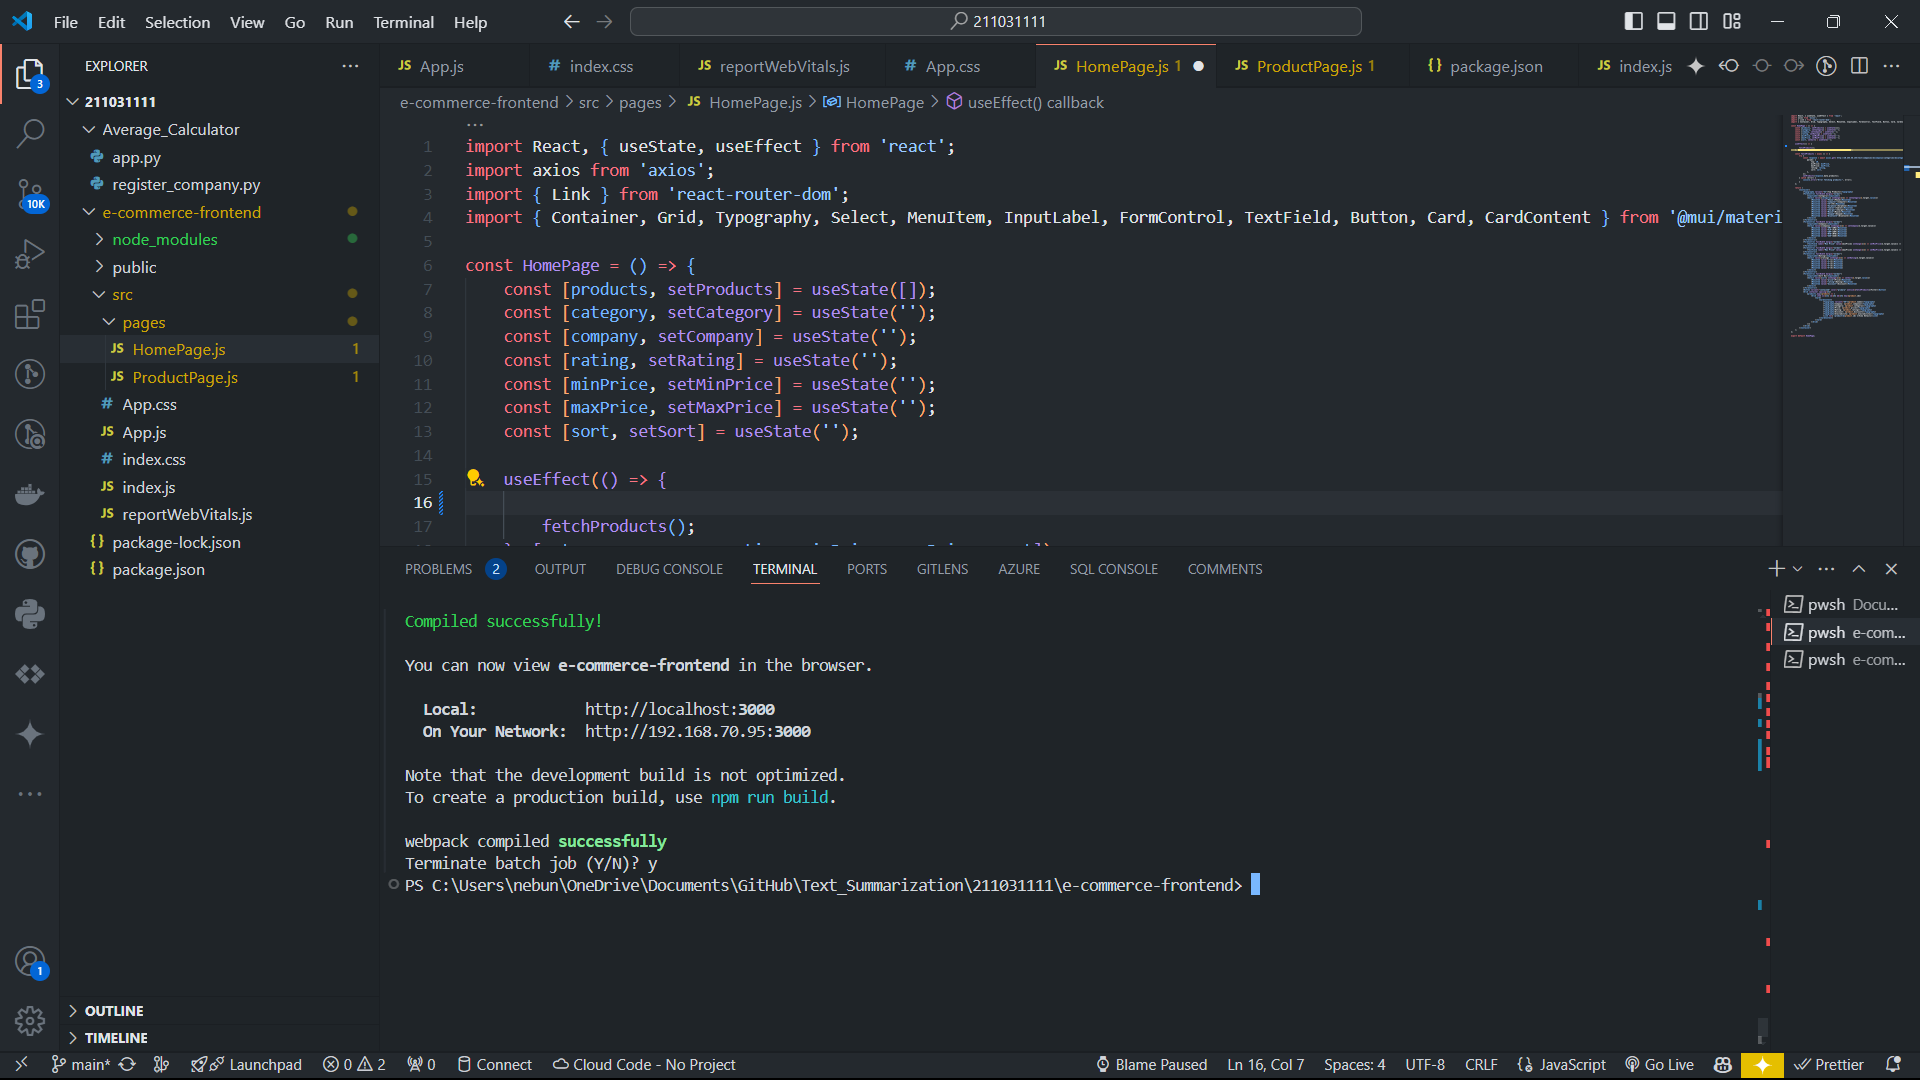 File Edit Selection View Go Run Terminal Help
211031111
EXPLORER
211031111
Average_Calculator
app.py
register_company.py
10K
e-commerce-frontend
node_modules
public
src
pages
HomePage.js 1
ProductPage.js 1
# App.css
JS App.js
# index.css
JS index.js
JS reportWebVitals.js
{} package-lock.json
{} package.json
OUTLINE
TIMELINE
3
1
JS App.js # index.css JS reportWebVitals.js # App.css JS HomePage.js 1 JS ProductPage.js 1 {} package.json JS index.js
e-commerce-frontend > src > pages > JS HomePage.js > HomePage > useEffect() callback
1 import React, { useState, useEffect } from 'react';
2 import axios from 'axios';
3 import { Link } from 'react-router-dom';
4 import { Container, Grid, Typography, Select, MenuItem, InputLabel, FormControl, TextField, Button, Card, CardContent } from '@mui/materi
5
6 const HomePage = () => {
7 const [products, setProducts] = useState([]);
8 const [category, setCategory] = useState('');
9 const [company, setCompany] = useState('');
10 const [rating, setRating] = useState('');
11 const [minPrice, setMinPrice] = useState('');
12 const [maxPrice, setMaxPrice] = useState('');
13 const [sort, setSort] = useState('');
14
15 useEffect(() => {
16
17 fetchProducts();
PROBLEMS 2 OUTPUT DEBUG CONSOLE TERMINAL PORTS GITLENS AZURE SQL CONSOLE COMMENTS
Compiled successfully!
You can now view e-commerce-frontend in the browser.
Local: http://localhost:3000
On Your Network: http://192.168.70.95:3000
Note that the development build is not optimized.
To create a production build, use npm run build.
webpack compiled successfully
Terminate batch job (Y/N)? y
PS C:\Users\nebun\OneDrive\Documents\GitHub\Text_Summarization\211031111\e-commerce-frontend>
pwsh Docu...
pwsh e-com...
pwsh e-com...
main* Launchpad 0 2 0 Connect Cloud Code - No Project Blame Paused Ln 16, Col 7 Spaces: 4 UTF-8 CRLF {} JavaScript Go Live Prettier